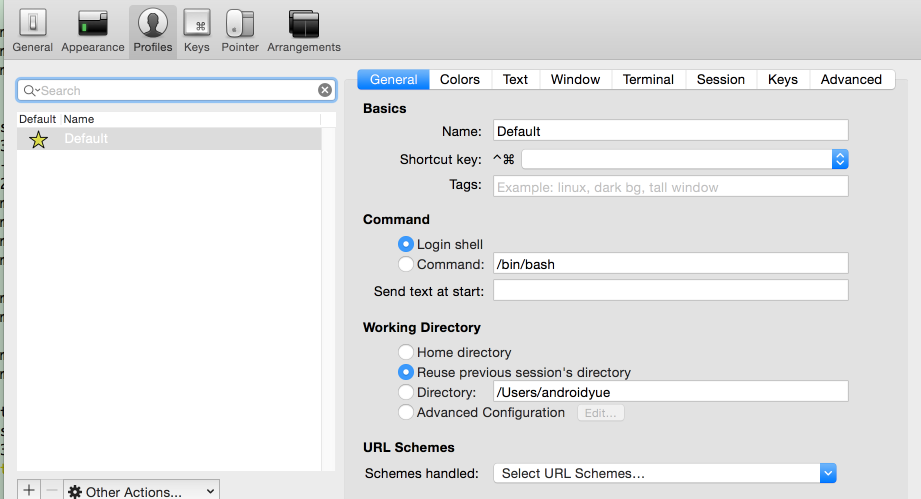 General Appearance Profiles Keys Pointer Arrangements
Search
Default Name
Default
General Colors Text Window Terminal Session Keys Advanced
Basics
Name: Default
Shortcut key: ^⌘
Tags: Example: linux, dark bg, tall window
Command
Login shell
Command: /bin/bash
Send text at start:
Working Directory
Home directory
Reuse previous session's directory
Directory: /Users/androidyue
Advanced Configuration Edit...
URL Schemes
Schemes handled: Select URL Schemes...
+ − Other Actions...